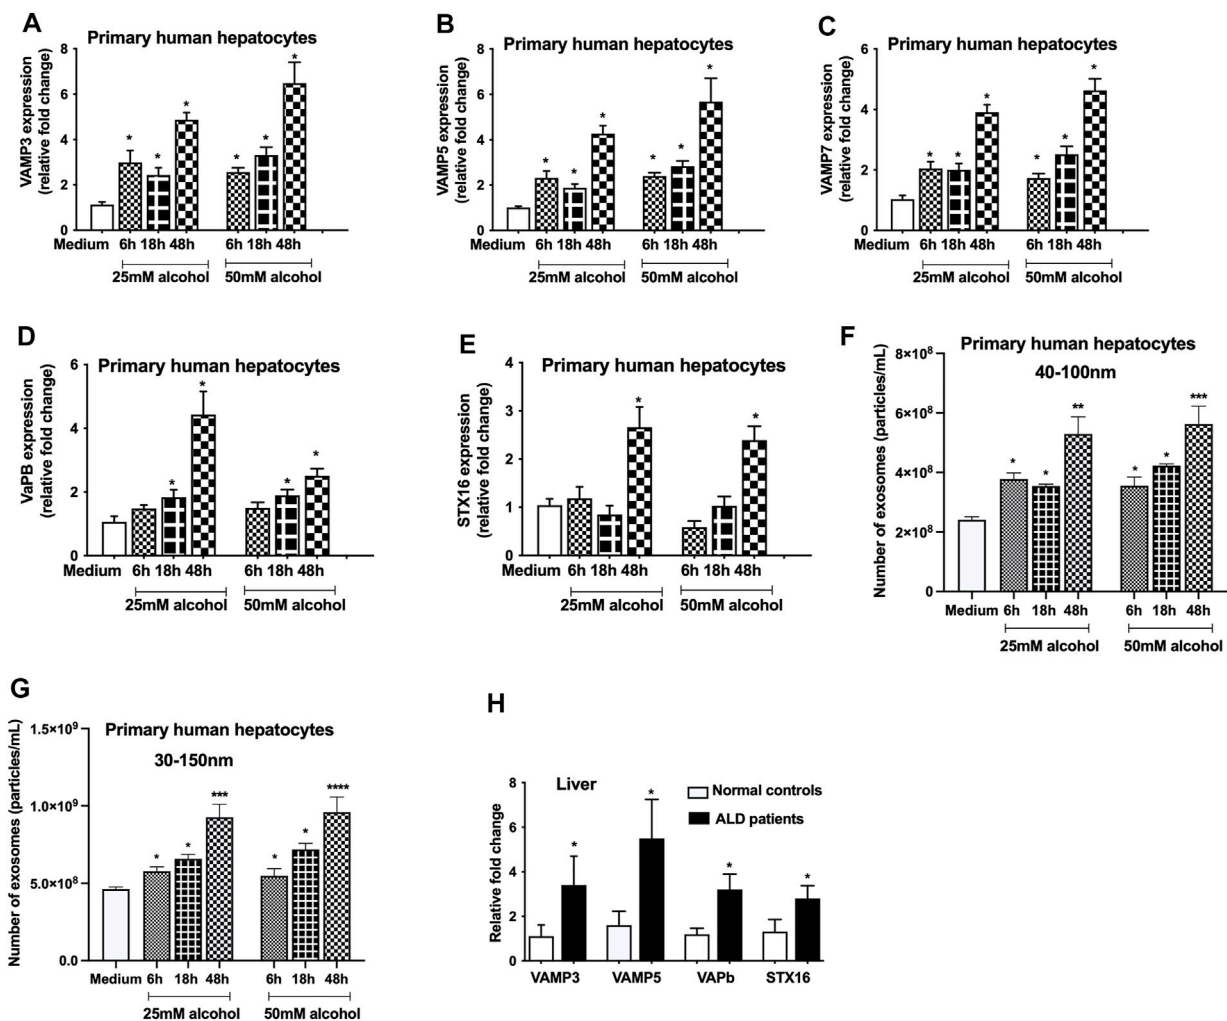 A
Primary human hepatocytes
VAMP3 expression
(relative fold change)
8
6
4
2
0
*
*
*
*
*
*
Medium
6h 18h 48h
6h 18h 48h
25mM alcohol
50mM alcohol
B
Primary human hepatocytes
VAMP5 expression
(relative fold change)
8
6
4
2
0
*
*
*
*
*
*
Medium
6h 18h 48h
6h 18h 48h
25mM alcohol
50mM alcohol
C
Primary human hepatocytes
VAMP7 expression
(relative fold change)
6
4
2
0
*
*
*
*
*
*
Medium
6h 18h 48h
6h 18h 48h
25mM alcohol
50mM alcohol
D
Primary human hepatocytes
VaPB expression
(relative fold change)
6
4
2
0
*
*
*
*
Medium
6h 18h 48h
6h 18h 48h
25mM alcohol
50mM alcohol
E
Primary human hepatocytes
STX16 expression
(relative fold change)
4
3
2
1
0
*
*
Medium
6h 18h 48h
6h 18h 48h
25mM alcohol
50mM alcohol
F
Primary human hepatocytes
40-100nm
Number of exosomes (particles/mL)
8×10⁸
6×10⁸
4×10⁸
2×10⁸
0
*
*
**
*
*
***
Medium
6h 18h 48h
6h 18h 48h
25mM alcohol
50mM alcohol
G
Primary human hepatocytes
30-150nm
Number of exosomes (particles/mL)
1.5×10⁹
1.0×10⁹
5.0×10⁸
0.0
*
*
***
*
*
****
Medium
6h 18h 48h
6h 18h 48h
25mM alcohol
50mM alcohol
H
Liver
Normal controls
ALD patients
Relative fold change
8
6
4
2
0
*
*
*
*
VAMP3 VAMP5 VAPb STX16